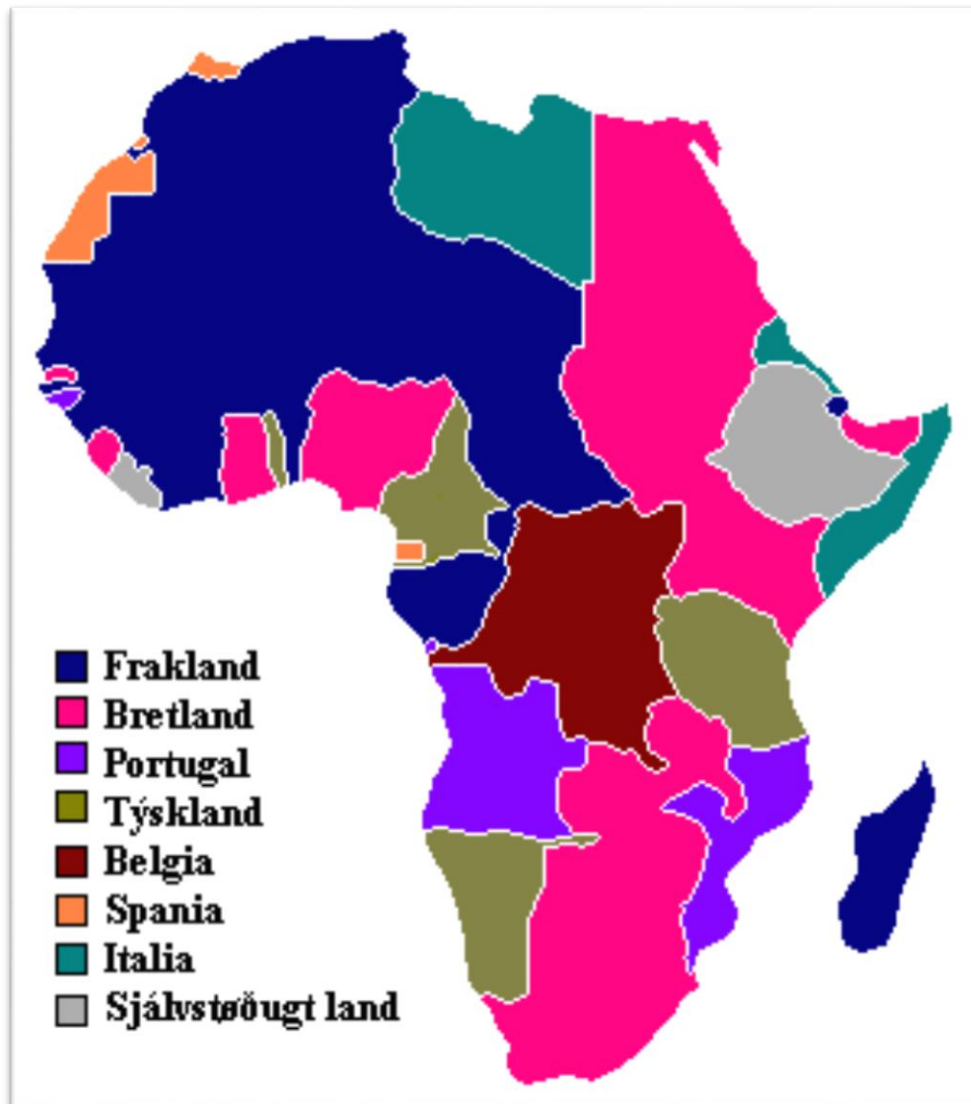 Frakland
Bretland
Portugal
Týskland
Belgia
Spania
Italia
Sjálvstøðugt land